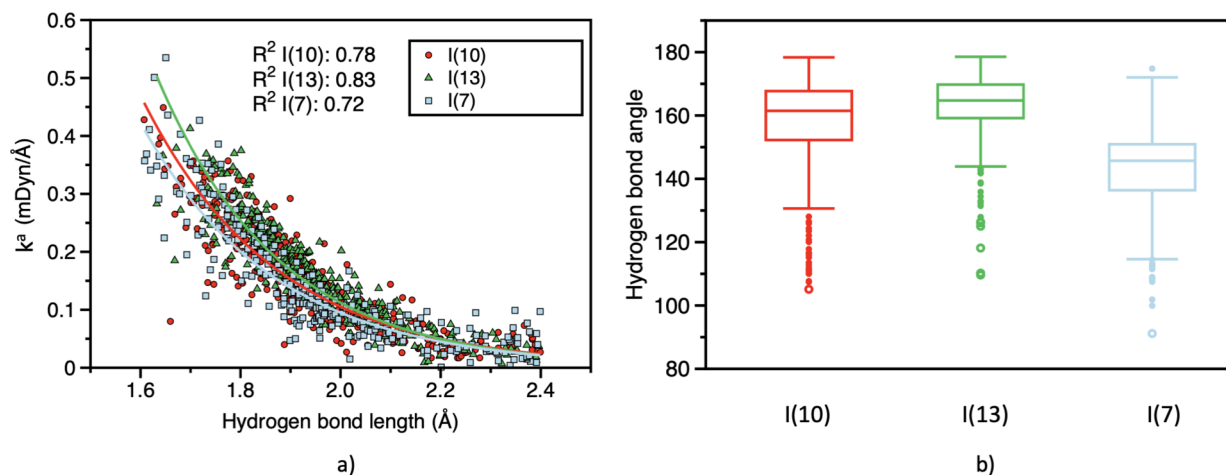 0.6
0.5
0.4
0.3
0.2
0.1
0
kᵃ (mDyn/Å)
R² I(10): 0.78
R² I(13): 0.83
R² I(7): 0.72
I(10)
I(13)
I(7)
1.6 1.8 2.0 2.2 2.4
Hydrogen bond length (Å)
a)
180
160
140
120
100
80
Hydrogen bond angle
I(10) I(13) I(7)
b)